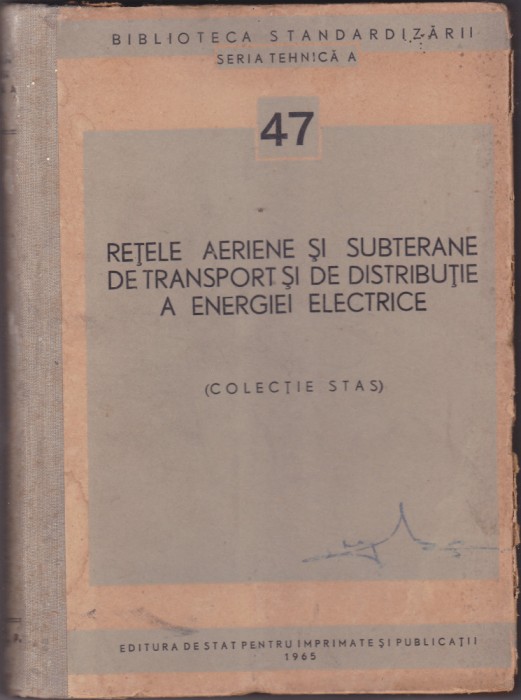 BIBLIOTECA STANDARDIZĂRII
SERIA TEHNICĂ A
47
REȚELE AERIENE ȘI SUBTERANE
DE TRANSPORT ȘI DE DISTRIBUȚIE
A ENERGIEI ELECTRICE
(COLECȚIE STAS)
EDITURA DE STAT PENTRU IMPRIMATE ȘI PUBLICAȚII
1965